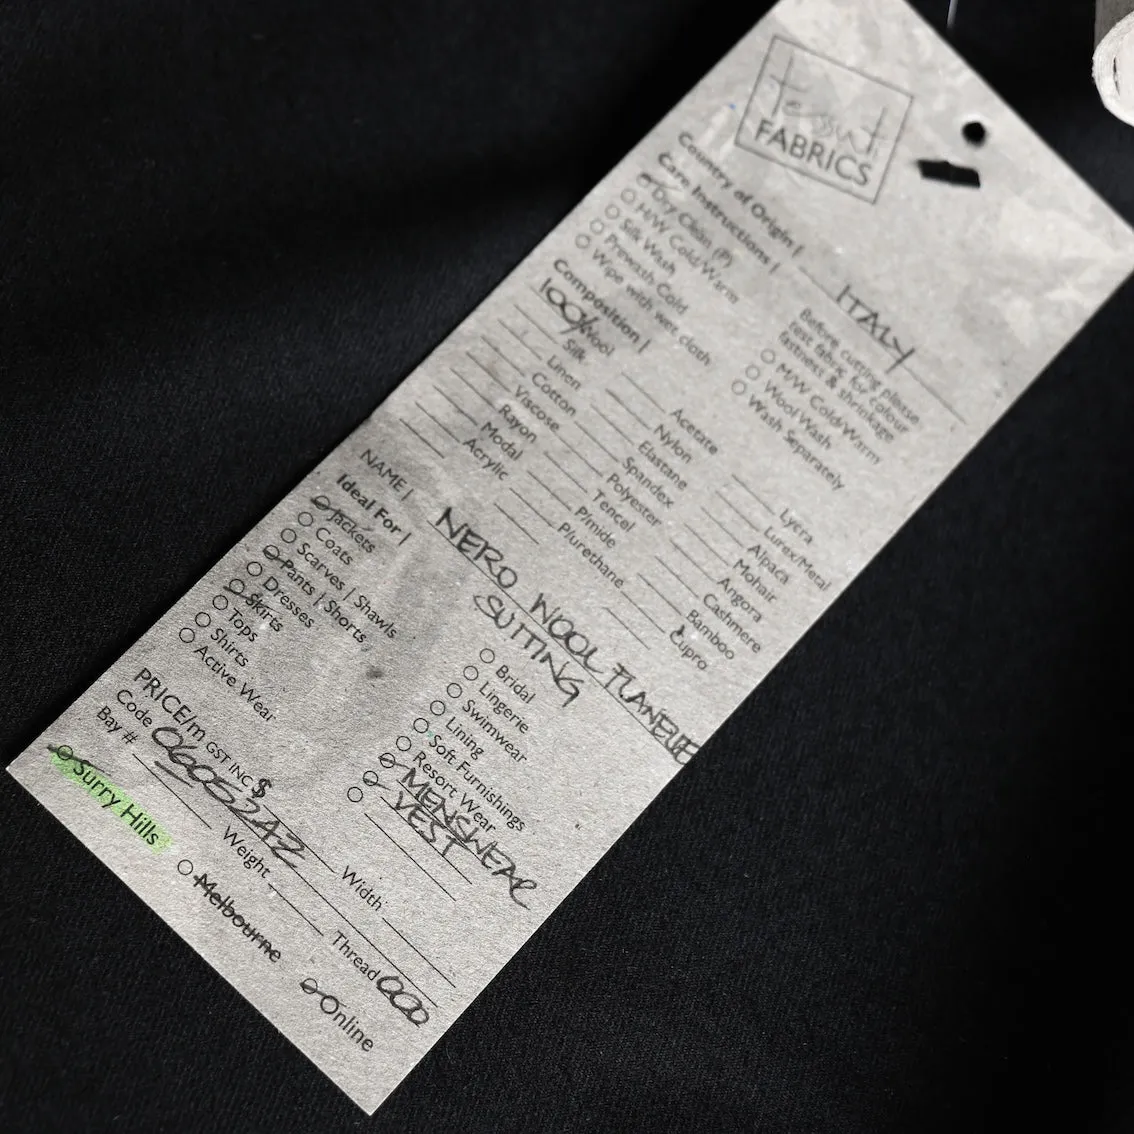 Tessuti
FABRICS
Country of Origin | ITALY
Care Instructions |
Dry Clean (P)
H/W Cold/Warm
Silk Wash
Prewash Cold
Wipe with wet cloth
Before cutting please
test fabric for colour
fastness & shrinkage
M/W Cold/Warm
Wool Wash
Wash Separately
Composition |
100% Wool
Silk
Linen
Cotton
Viscose
Rayon
Modal
Acrylic
Acetate
Nylon
Elastane
Spandex
Polyester
Tencel
P/mide
P/urethane
Lycra
Lurex/Metal
Alpaca
Mohair
Angora
Cashmere
Bamboo
Cupro
NAME | NERO WOOL FLANELLE
SUITING
Ideal For |
Jackets
Coats
Scarves | Shawls
Pants | Shorts
Dresses
Skirts
Tops
Shirts
Active Wear
Bridal
Lingerie
Swimwear
Lining
Soft Furnishings
Resort Wear
MENSWEAR
VEST
PRICE/m GST INC $
Code 0605242 Width
Bay # Weight Thread 000
Surry Hills Melbourne Online